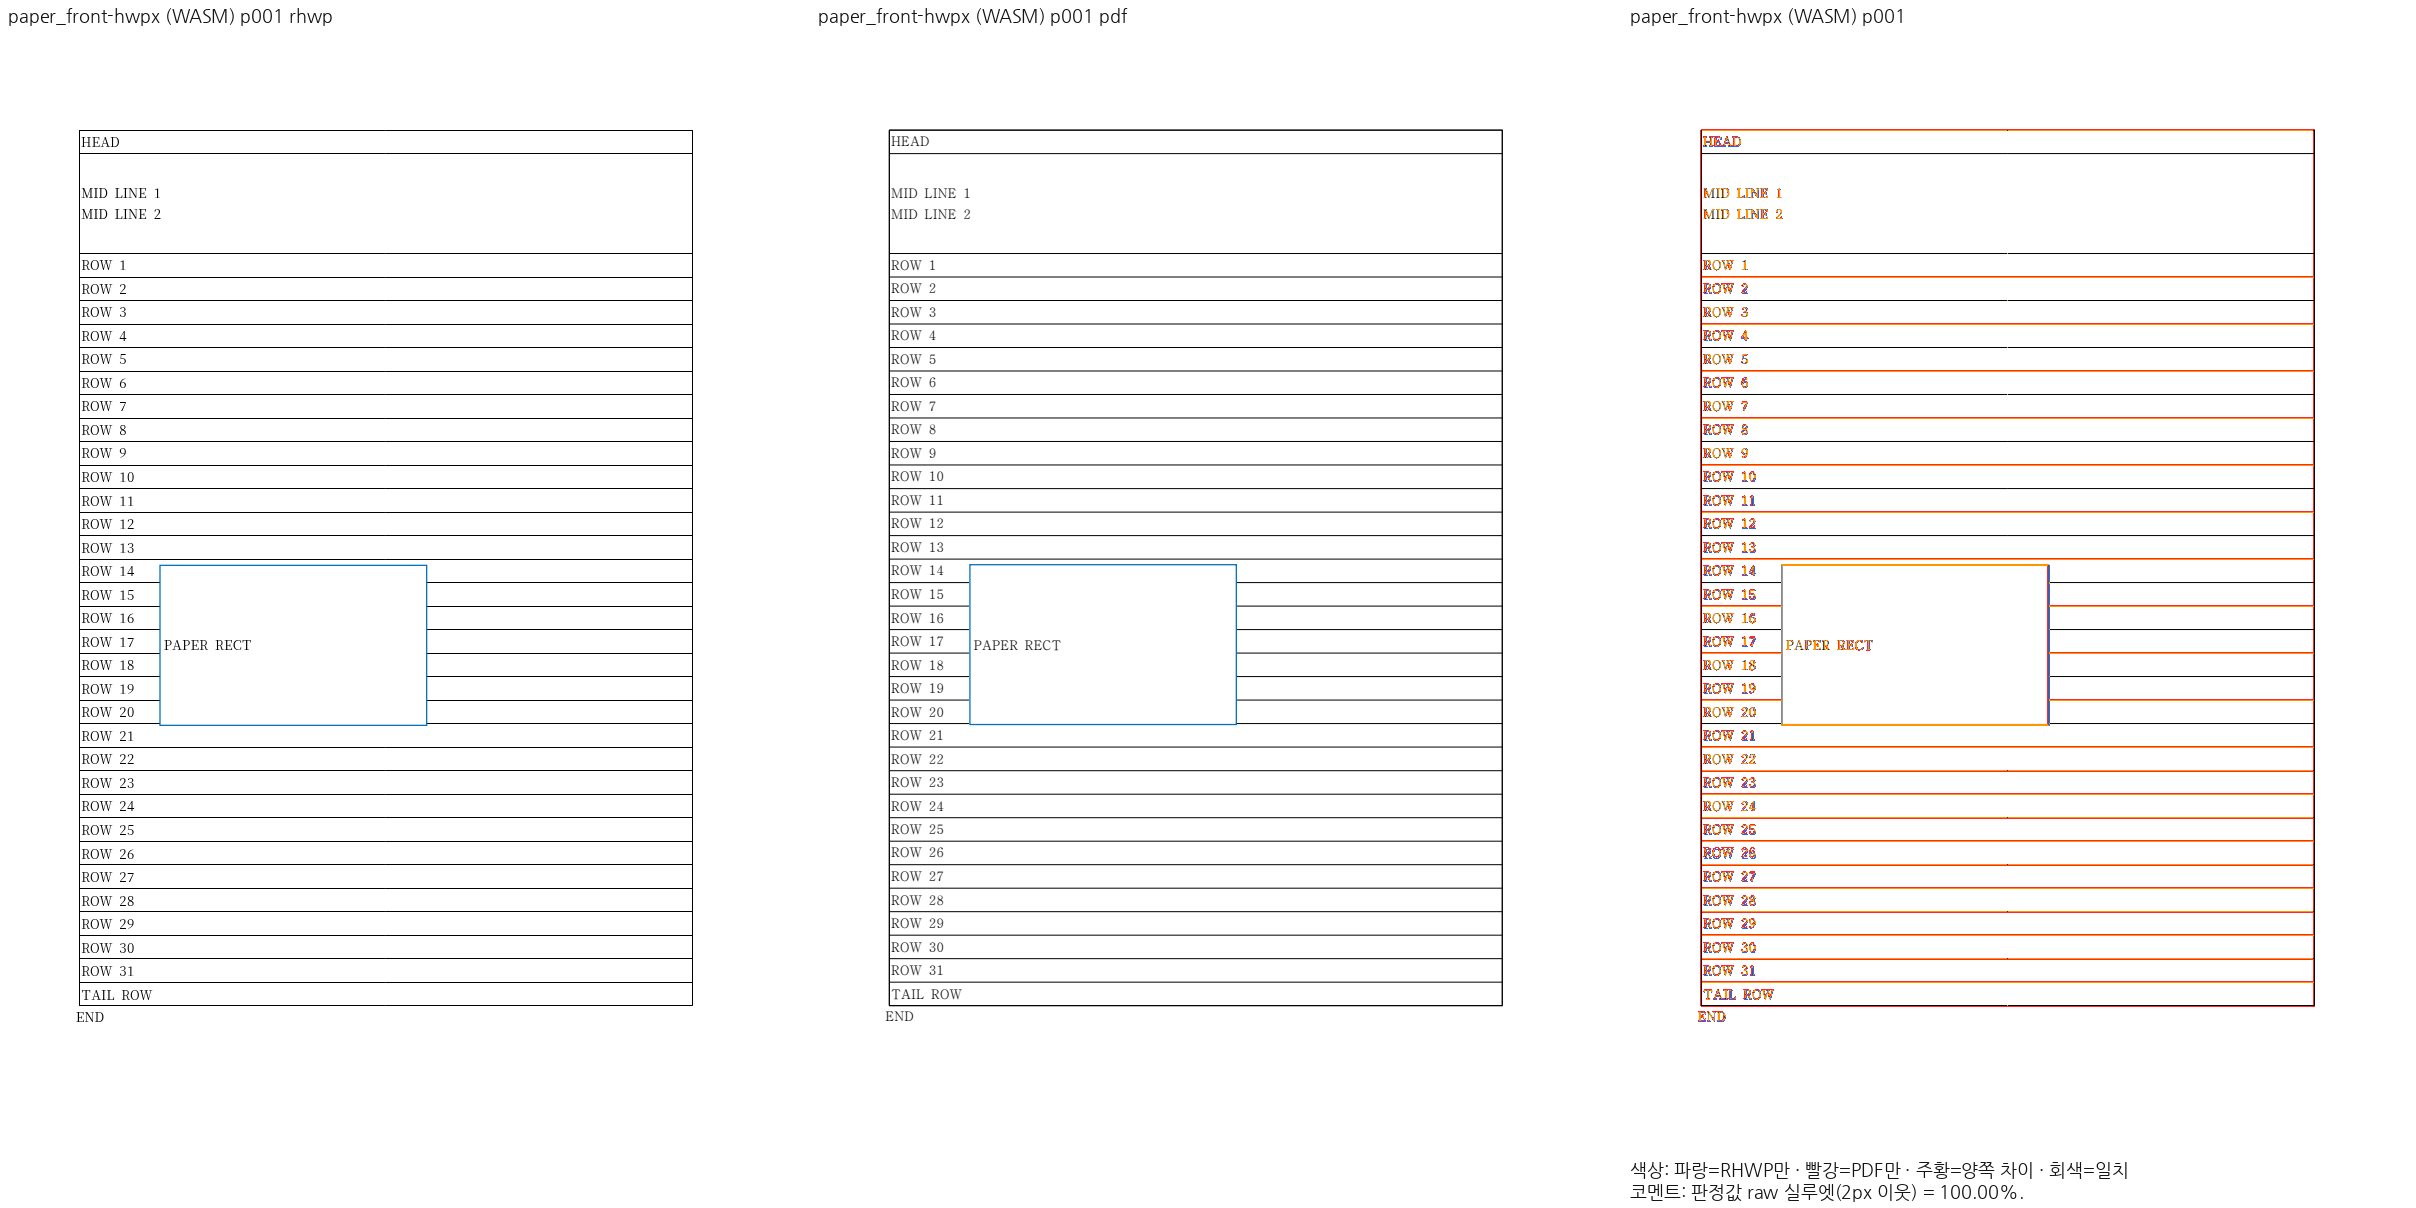 paper_front-hwpx (WASM) p001 rhwp
HEAD
MID LINE 1
MID LINE 2
ROW 1
ROW 2
ROW 3
ROW 4
ROW 5
ROW 6
ROW 7
ROW 8
ROW 9
ROW 10
ROW 11
ROW 12
ROW 13
ROW 14
ROW 15
ROW 16
ROW 17
PAPER RECT
ROW 18
ROW 19
ROW 20
ROW 21
ROW 22
ROW 23
ROW 24
ROW 25
ROW 26
ROW 27
ROW 28
ROW 29
ROW 30
ROW 31
TAIL ROW
END
paper_front-hwpx (WASM) p001 pdf
HEAD
MID LINE 1
MID LINE 2
ROW 1
ROW 2
ROW 3
ROW 4
ROW 5
ROW 6
ROW 7
ROW 8
ROW 9
ROW 10
ROW 11
ROW 12
ROW 13
ROW 14
ROW 15
ROW 16
ROW 17
PAPER RECT
ROW 18
ROW 19
ROW 20
ROW 21
ROW 22
ROW 23
ROW 24
ROW 25
ROW 26
ROW 27
ROW 28
ROW 29
ROW 30
ROW 31
TAIL ROW
END
paper_front-hwpx (WASM) p001
HEAD
MID LINE 1
MID LINE 2
ROW 1
ROW 2
ROW 3
ROW 4
ROW 5
ROW 6
ROW 7
ROW 8
ROW 9
ROW 10
ROW 11
ROW 12
ROW 13
ROW 14
ROW 15
ROW 16
ROW 17
PAPER RECT
ROW 18
ROW 19
ROW 20
ROW 21
ROW 22
ROW 23
ROW 24
ROW 25
ROW 26
ROW 27
ROW 28
ROW 29
ROW 30
ROW 31
TAIL ROW
END
색상: 파랑=RHWP만 · 빨강=PDF만 · 주황=양쪽 차이 · 회색=일치
코멘트: 판정값 raw 실루엣(2px 이웃) = 100.00%.